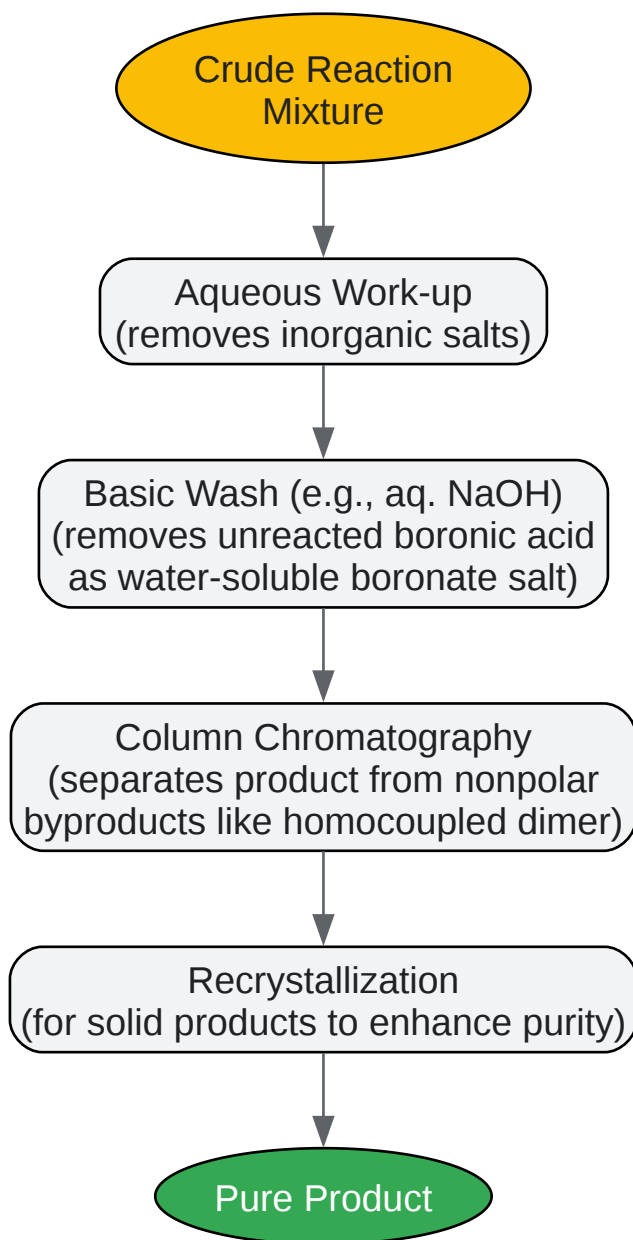 Crude Reaction
Mixture
Aqueous Work-up
(removes inorganic salts)
Basic Wash (e.g., aq. NaOH)
(removes unreacted boronic acid
as water-soluble boronate salt)
Column Chromatography
(separates product from nonpolar
byproducts like homocoupled dimer)
Recrystallization
(for solid products to enhance purity)
Pure Product